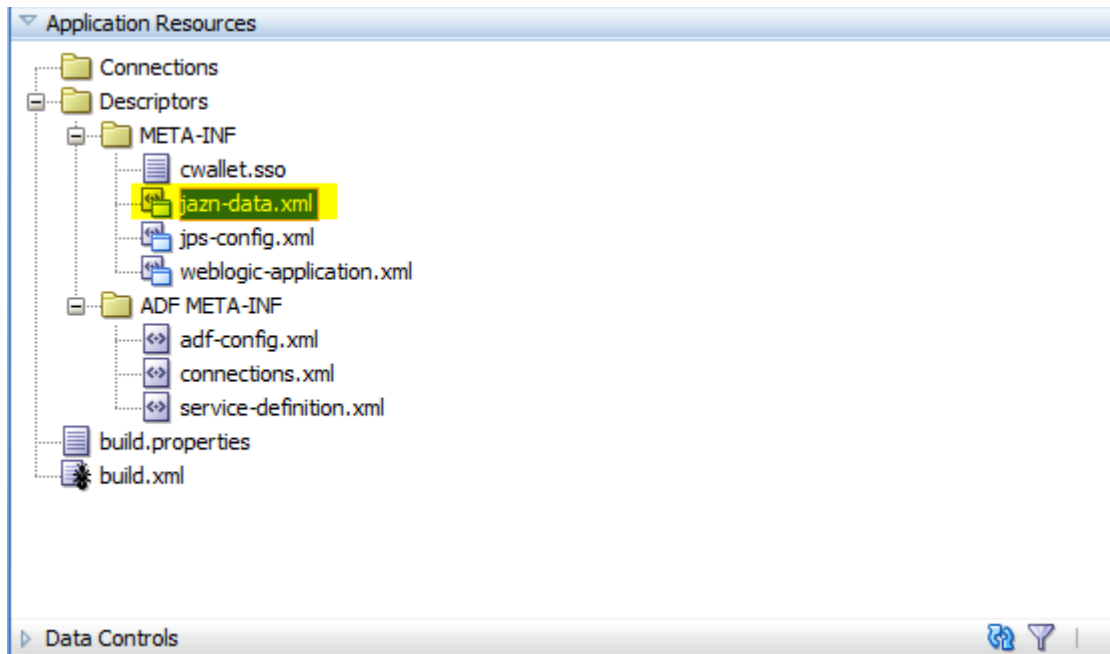 Application Resources
Connections
Descriptors
META-INF
cwallet.sso
jazn-data.xml
jps-config.xml
weblogic-application.xml
ADF META-INF
adf-config.xml
connections.xml
service-definition.xml
build.properties
build.xml
Data Controls